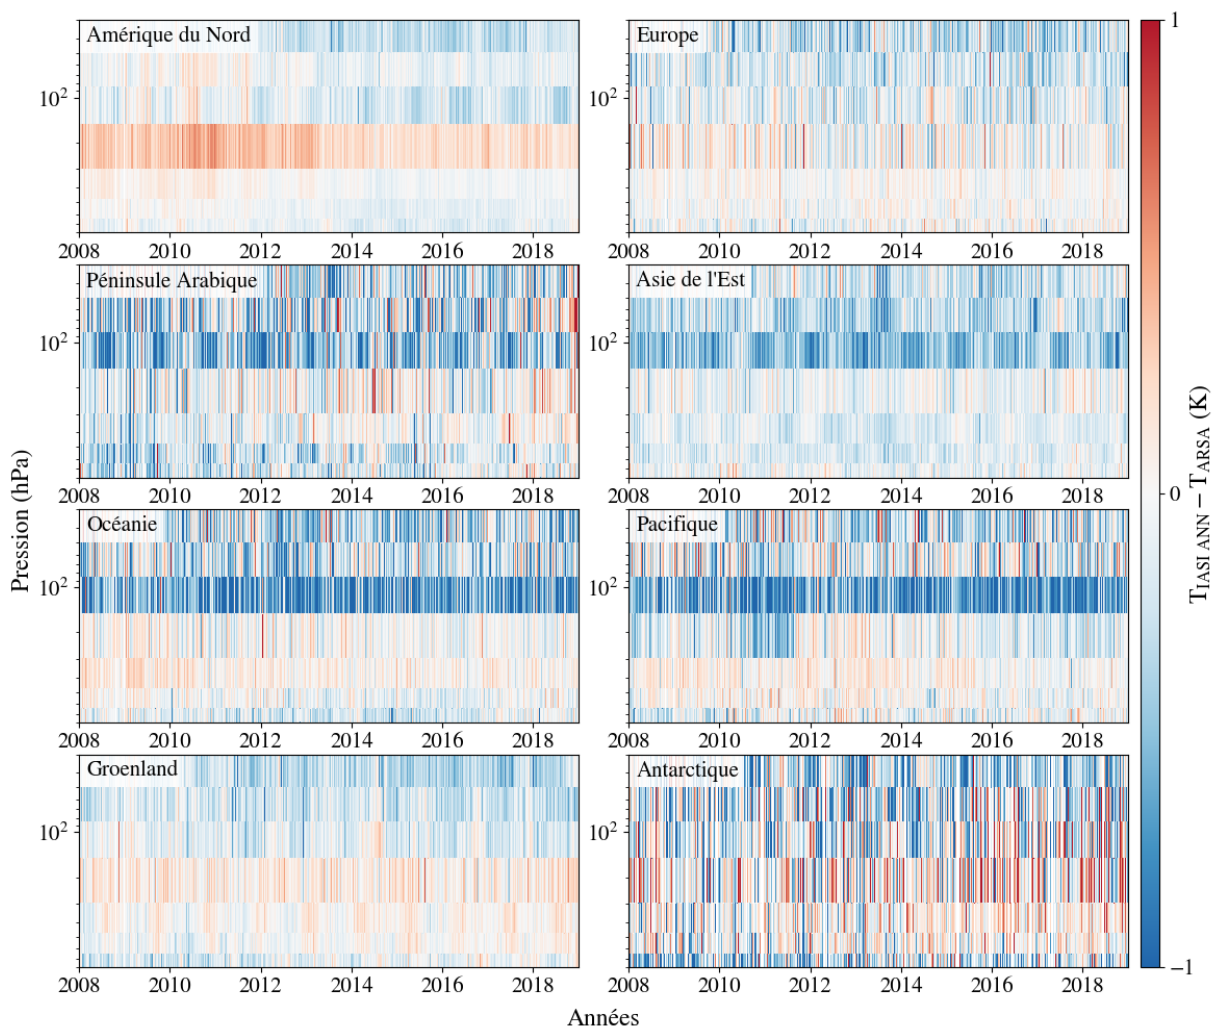 Amérique du Nord
10²
2008 2010 2012 2014 2016 2018
Europe
10²
2008 2010 2012 2014 2016 2018
Péninsule Arabique
10²
2008 2010 2012 2014 2016 2018
Asie de l'Est
10²
2008 2010 2012 2014 2016 2018
Océanie
10²
2008 2010 2012 2014 2016 2018
Pacifique
10²
2008 2010 2012 2014 2016 2018
Groenland
10²
2008 2010 2012 2014 2016 2018
Antarctique
10²
2008 2010 2012 2014 2016 2018
Pression (hPa)
Années
1
0
−1
T_IASI ANN − T_ARSA (K)